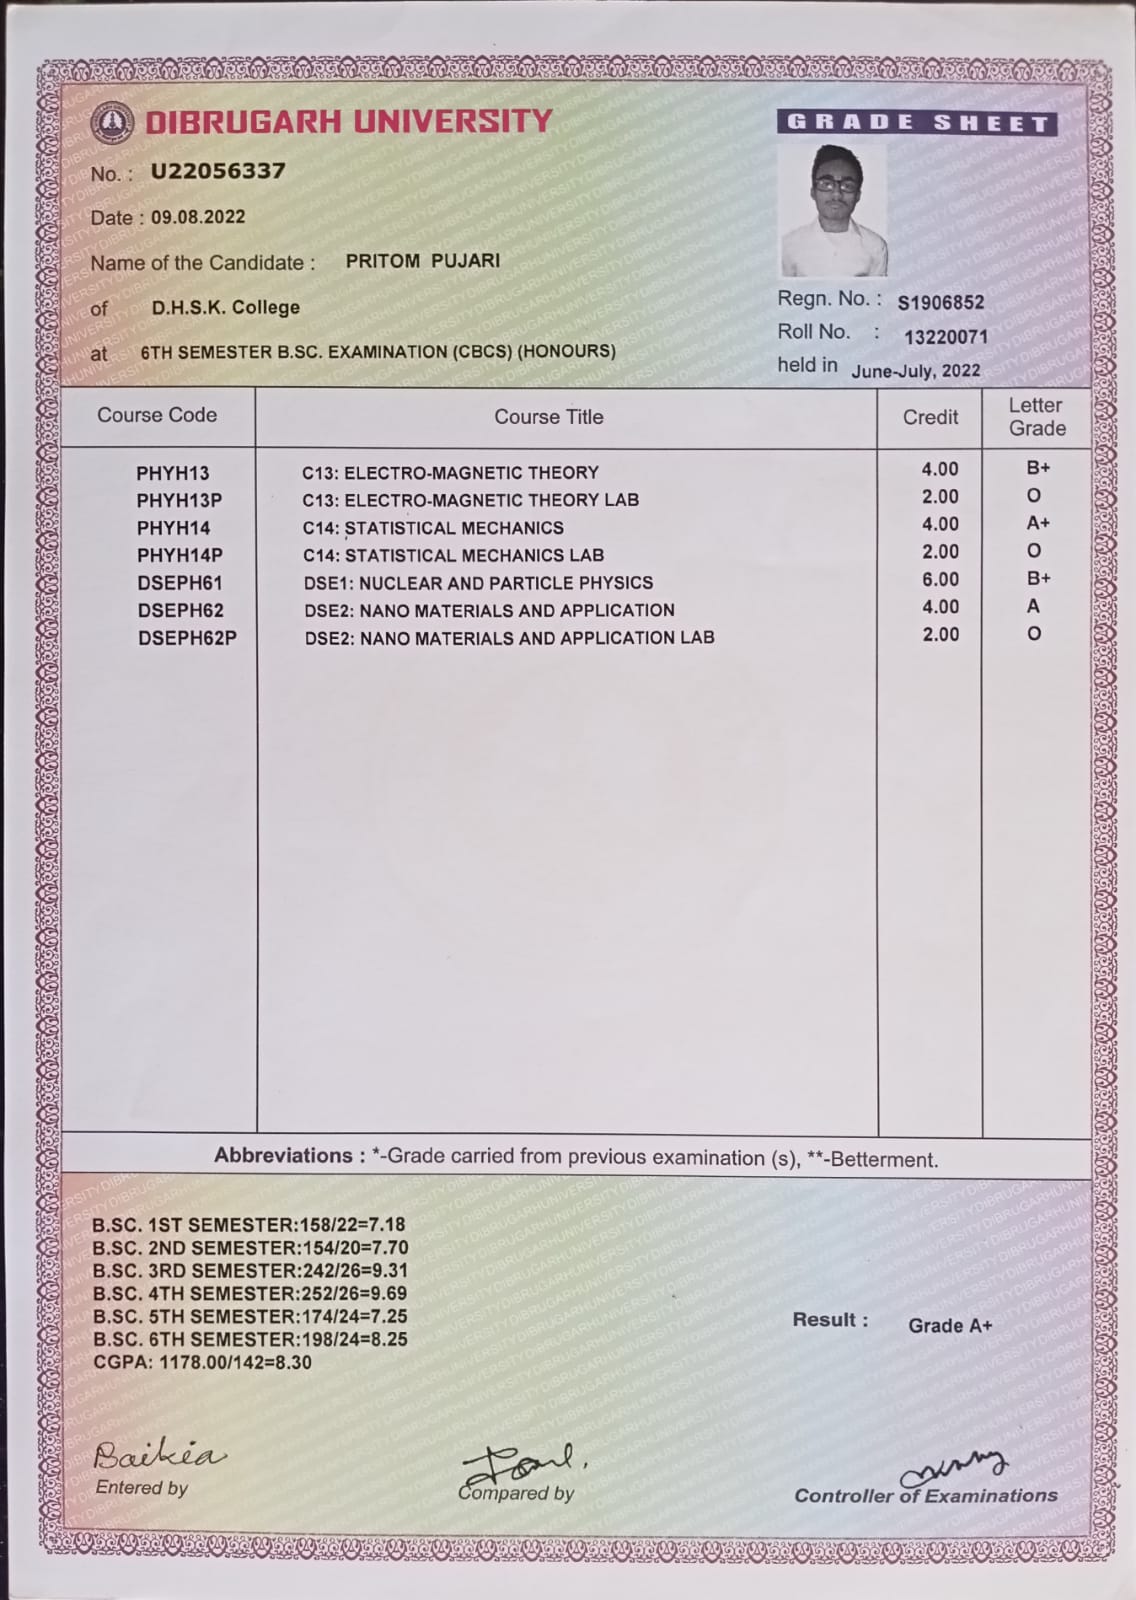 DIBRUGARH UNIVERSITY
GRADE SHEET
No. : U22056337
Date : 09.08.2022
Name of the Candidate : PRITOM PUJARI
of D.H.S.K. College
at 6TH SEMESTER B.SC. EXAMINATION (CBCS) (HONOURS)
Regn. No. : S1906852
Roll No. : 13220071
held in June-July, 2022
Course Code Course Title Credit Letter Grade
PHYH13 C13: ELECTRO-MAGNETIC THEORY 4.00 B+
PHYH13P C13: ELECTRO-MAGNETIC THEORY LAB 2.00 O
PHYH14 C14: STATISTICAL MECHANICS 4.00 A+
PHYH14P C14: STATISTICAL MECHANICS LAB 2.00 O
DSEPH61 DSE1: NUCLEAR AND PARTICLE PHYSICS 6.00 B+
DSEPH62 DSE2: NANO MATERIALS AND APPLICATION 4.00 A
DSEPH62P DSE2: NANO MATERIALS AND APPLICATION LAB 2.00 O
Abbreviations : *-Grade carried from previous examination (s), **-Betterment.
B.SC. 1ST SEMESTER:158/22=7.18
B.SC. 2ND SEMESTER:154/20=7.70
B.SC. 3RD SEMESTER:242/26=9.31
B.SC. 4TH SEMESTER:252/26=9.69
B.SC. 5TH SEMESTER:174/24=7.25
B.SC. 6TH SEMESTER:198/24=8.25
CGPA: 1178.00/142=8.30
Result : Grade A+
Baikia
Entered by
Compared by
Controller of Examinations